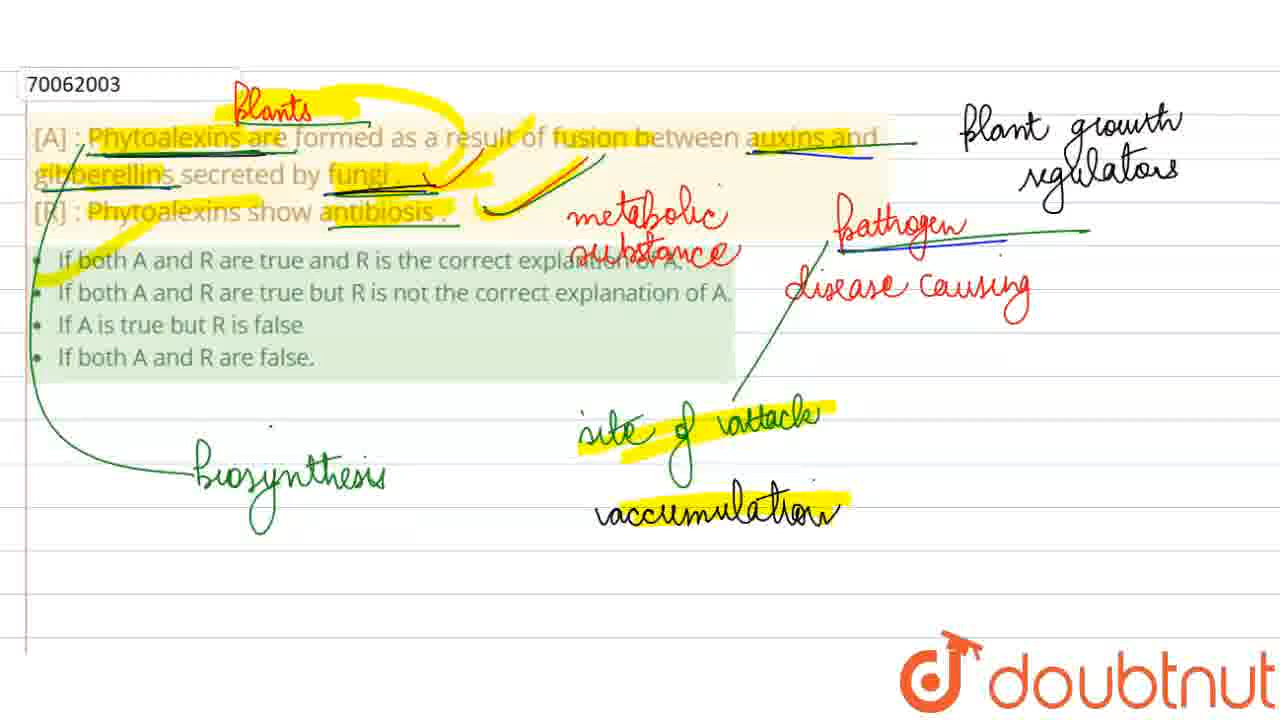 70062003
Plants
[A] : Phytoalexins are formed as a result of fusion between auxins and
gibberellins secreted by fungi .
[R] : Phytoalexins show antibiosis .
• If both A and R are true and R is the correct explantion of A.
• If both A and R are true but R is not the correct explanation of A.
• If A is true but R is false
• If both A and R are false.
Plant growth
regulators
metabolic
substance
Pathogen
disease causing
site of attack
accumulation
Biosynthesis
doubtnut